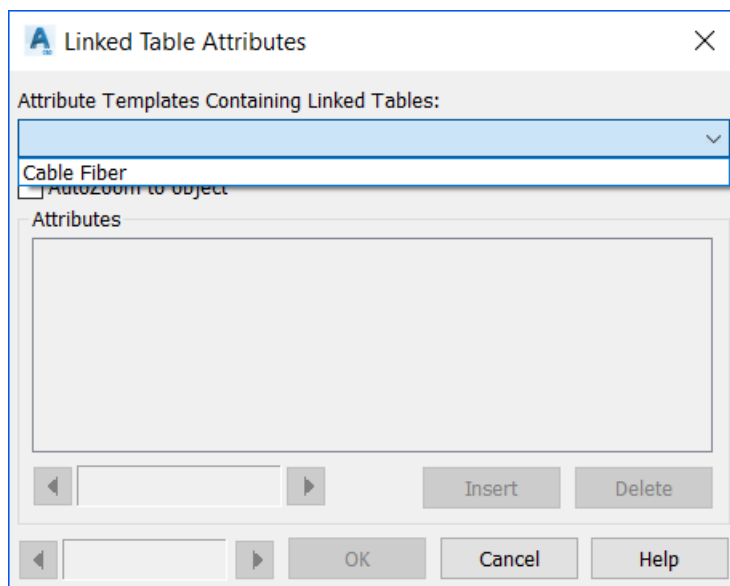 Linked Table Attributes
Attribute Templates Containing Linked Tables:
Cable Fiber
AutoZoom to object
Attributes
Insert
Delete
OK
Cancel
Help